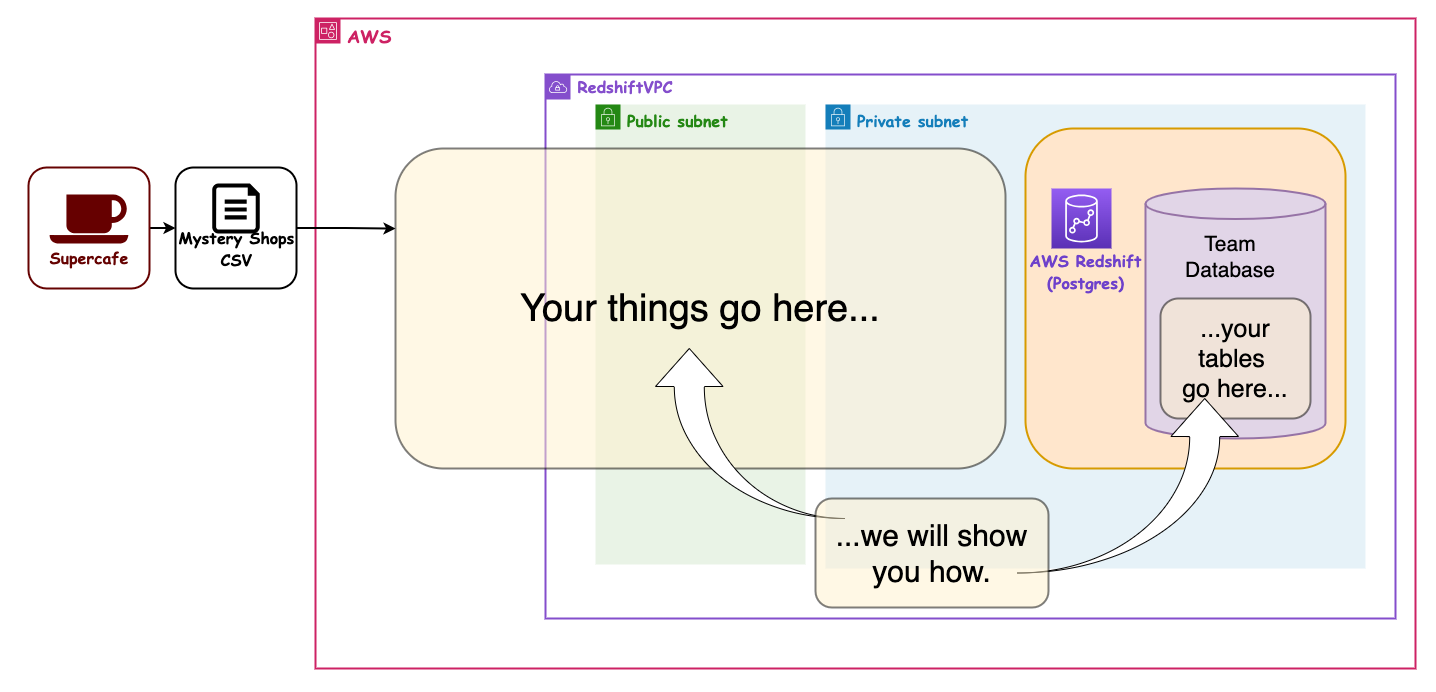 AWS
RedshiftVPC
Public subnet
Private subnet
Supercafe
Mystery Shops
CSV
Your things go here...
AWS Redshift
(Postgres)
Team
Database
...your
tables
go here...
...we will show
you how.